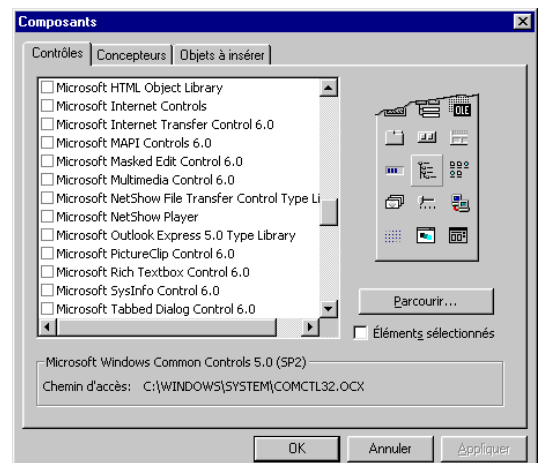 Composants
Contrôles Concepteurs Objets à insérer
Microsoft HTML Object Library
Microsoft Internet Controls
Microsoft Internet Transfer Control 6.0
Microsoft MAPI Controls 6.0
Microsoft Masked Edit Control 6.0
Microsoft Multimedia Control 6.0
Microsoft NetShow File Transfer Control Type Li
Microsoft NetShow Player
Microsoft Outlook Express 5.0 Type Library
Microsoft PictureClip Control 6.0
Microsoft Rich Textbox Control 6.0
Microsoft SysInfo Control 6.0
Microsoft Tabbed Dialog Control 6.0
OLE
Parcourir...
Éléments sélectionnés
Microsoft Windows Common Controls 5.0 (SP2)
Chemin d'accès: C:\WINDOWS\SYSTEM\COMCTL32.OCX
OK Annuler Appliquer